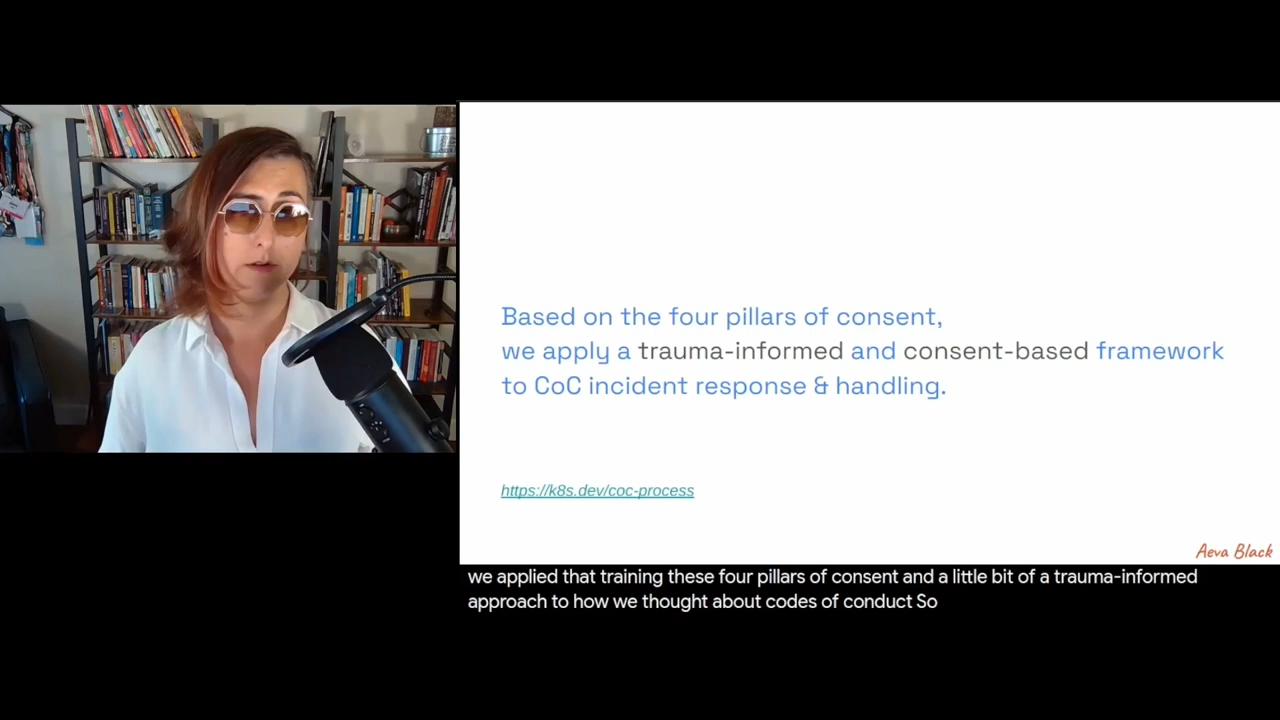 Based on the four pillars of consent,
we apply a trauma-informed and consent-based framework
to CoC incident response & handling.
https://k8s.dev/coc-process
Aeva Black
we applied that training these four pillars of consent and a little bit of a trauma-informed
approach to how we thought about codes of conduct So